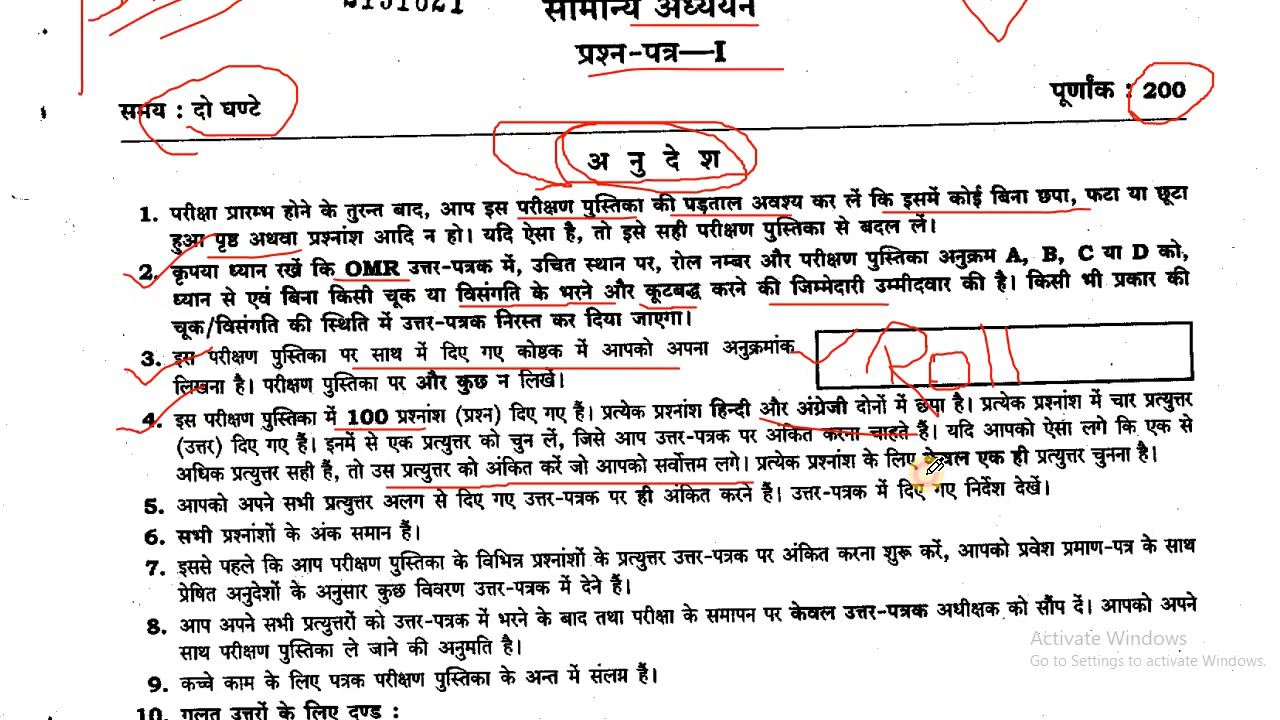 सामान्य अध्ययन
प्रश्न-पत्र—I
समय : दो घण्टे
पूर्णांक : 200
अ नु दे श
1. परीक्षा प्रारम्भ होने के तुरन्त बाद, आप इस परीक्षण पुस्तिका की पड़ताल अवश्य कर लें कि इसमें कोई बिना छपा, फटा या छूटा
हुआ पृष्ठ अथवा प्रश्नांश आदि न हो। यदि ऐसा है, तो इसे सही परीक्षण पुस्तिका से बदल लें।
2. कृपया ध्यान रखें कि OMR उत्तर-पत्रक में, उचित स्थान पर, रोल नम्बर और परीक्षण पुस्तिका अनुक्रम A, B, C या D को,
ध्यान से एवं बिना किसी चूक या विसंगति के भरने और कूटबद्ध करने की जिम्मेदारी उम्मीदवार की है। किसी भी प्रकार की
चूक/विसंगति की स्थिति में उत्तर-पत्रक निरस्त कर दिया जाएगा।
3. इस परीक्षण पुस्तिका पर साथ में दिए गए कोष्ठक में आपको अपना अनुक्रमांक
Roll
लिखना है। परीक्षण पुस्तिका पर और कुछ न लिखें।
4. इस परीक्षण पुस्तिका में 100 प्रश्नांश (प्रश्न) दिए गए हैं। प्रत्येक प्रश्नांश हिन्दी और अंग्रेजी दोनों में छपा है। प्रत्येक प्रश्नांश में चार प्रत्युत्तर
(उत्तर) दिए गए हैं। इनमें से एक प्रत्युत्तर को चुन लें, जिसे आप उत्तर-पत्रक पर अंकित करना चाहते हैं। यदि आपको ऐसा लगे कि एक से
अधिक प्रत्युत्तर सही हैं, तो उस प्रत्युत्तर को अंकित करें जो आपको सर्वोत्तम लगे। प्रत्येक प्रश्नांश के लिए केवल एक ही प्रत्युत्तर चुनना है।
5. आपको अपने सभी प्रत्युत्तर अलग से दिए गए उत्तर-पत्रक पर ही अंकित करने हैं। उत्तर-पत्रक में दिए गए निर्देश देखें।
6. सभी प्रश्नांशों के अंक समान हैं।
7. इससे पहले कि आप परीक्षण पुस्तिका के विभिन्न प्रश्नांशों के प्रत्युत्तर उत्तर-पत्रक पर अंकित करना शुरू करें, आपको प्रवेश प्रमाण-पत्र के साथ
प्रेषित अनुदेशों के अनुसार कुछ विवरण उत्तर-पत्रक में देने हैं।
8. आप अपने सभी प्रत्युत्तरों को उत्तर-पत्रक में भरने के बाद तथा परीक्षा के समापन पर केवल उत्तर-पत्रक अधीक्षक को सौंप दें। आपको अपने
साथ परीक्षण पुस्तिका ले जाने की अनुमति है।
9. कच्चे काम के लिए पत्रक परीक्षण पुस्तिका के अन्त में संलग्न हैं।
10. गलत उत्तरों के लिए दण्ड :
Activate Windows
Go to Settings to activate Windows.